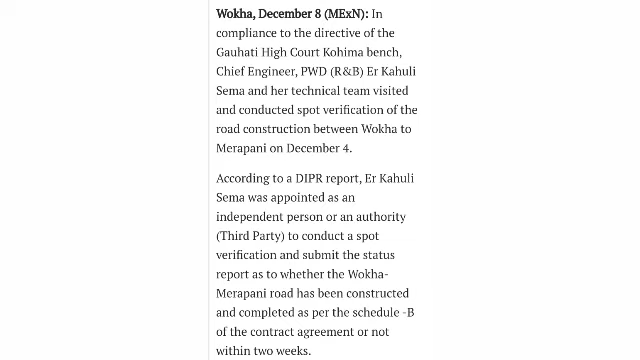 Wokha, December 8 (MExN): In
compliance to the directive of the
Gauhati High Court Kohima bench,
Chief Engineer, PWD (R&B) Er Kahuli
Sema and her technical team visited
and conducted spot verification of the
road construction between Wokha to
Merapani on December 4.
According to a DIPR report, Er Kahuli
Sema was appointed as an
independent person or an authority
(Third Party) to conduct a spot
verification and submit the status
report as to whether the Wokha-
Merapani road has been constructed
and completed as per the schedule -B
of the contract agreement or not
within two weeks.